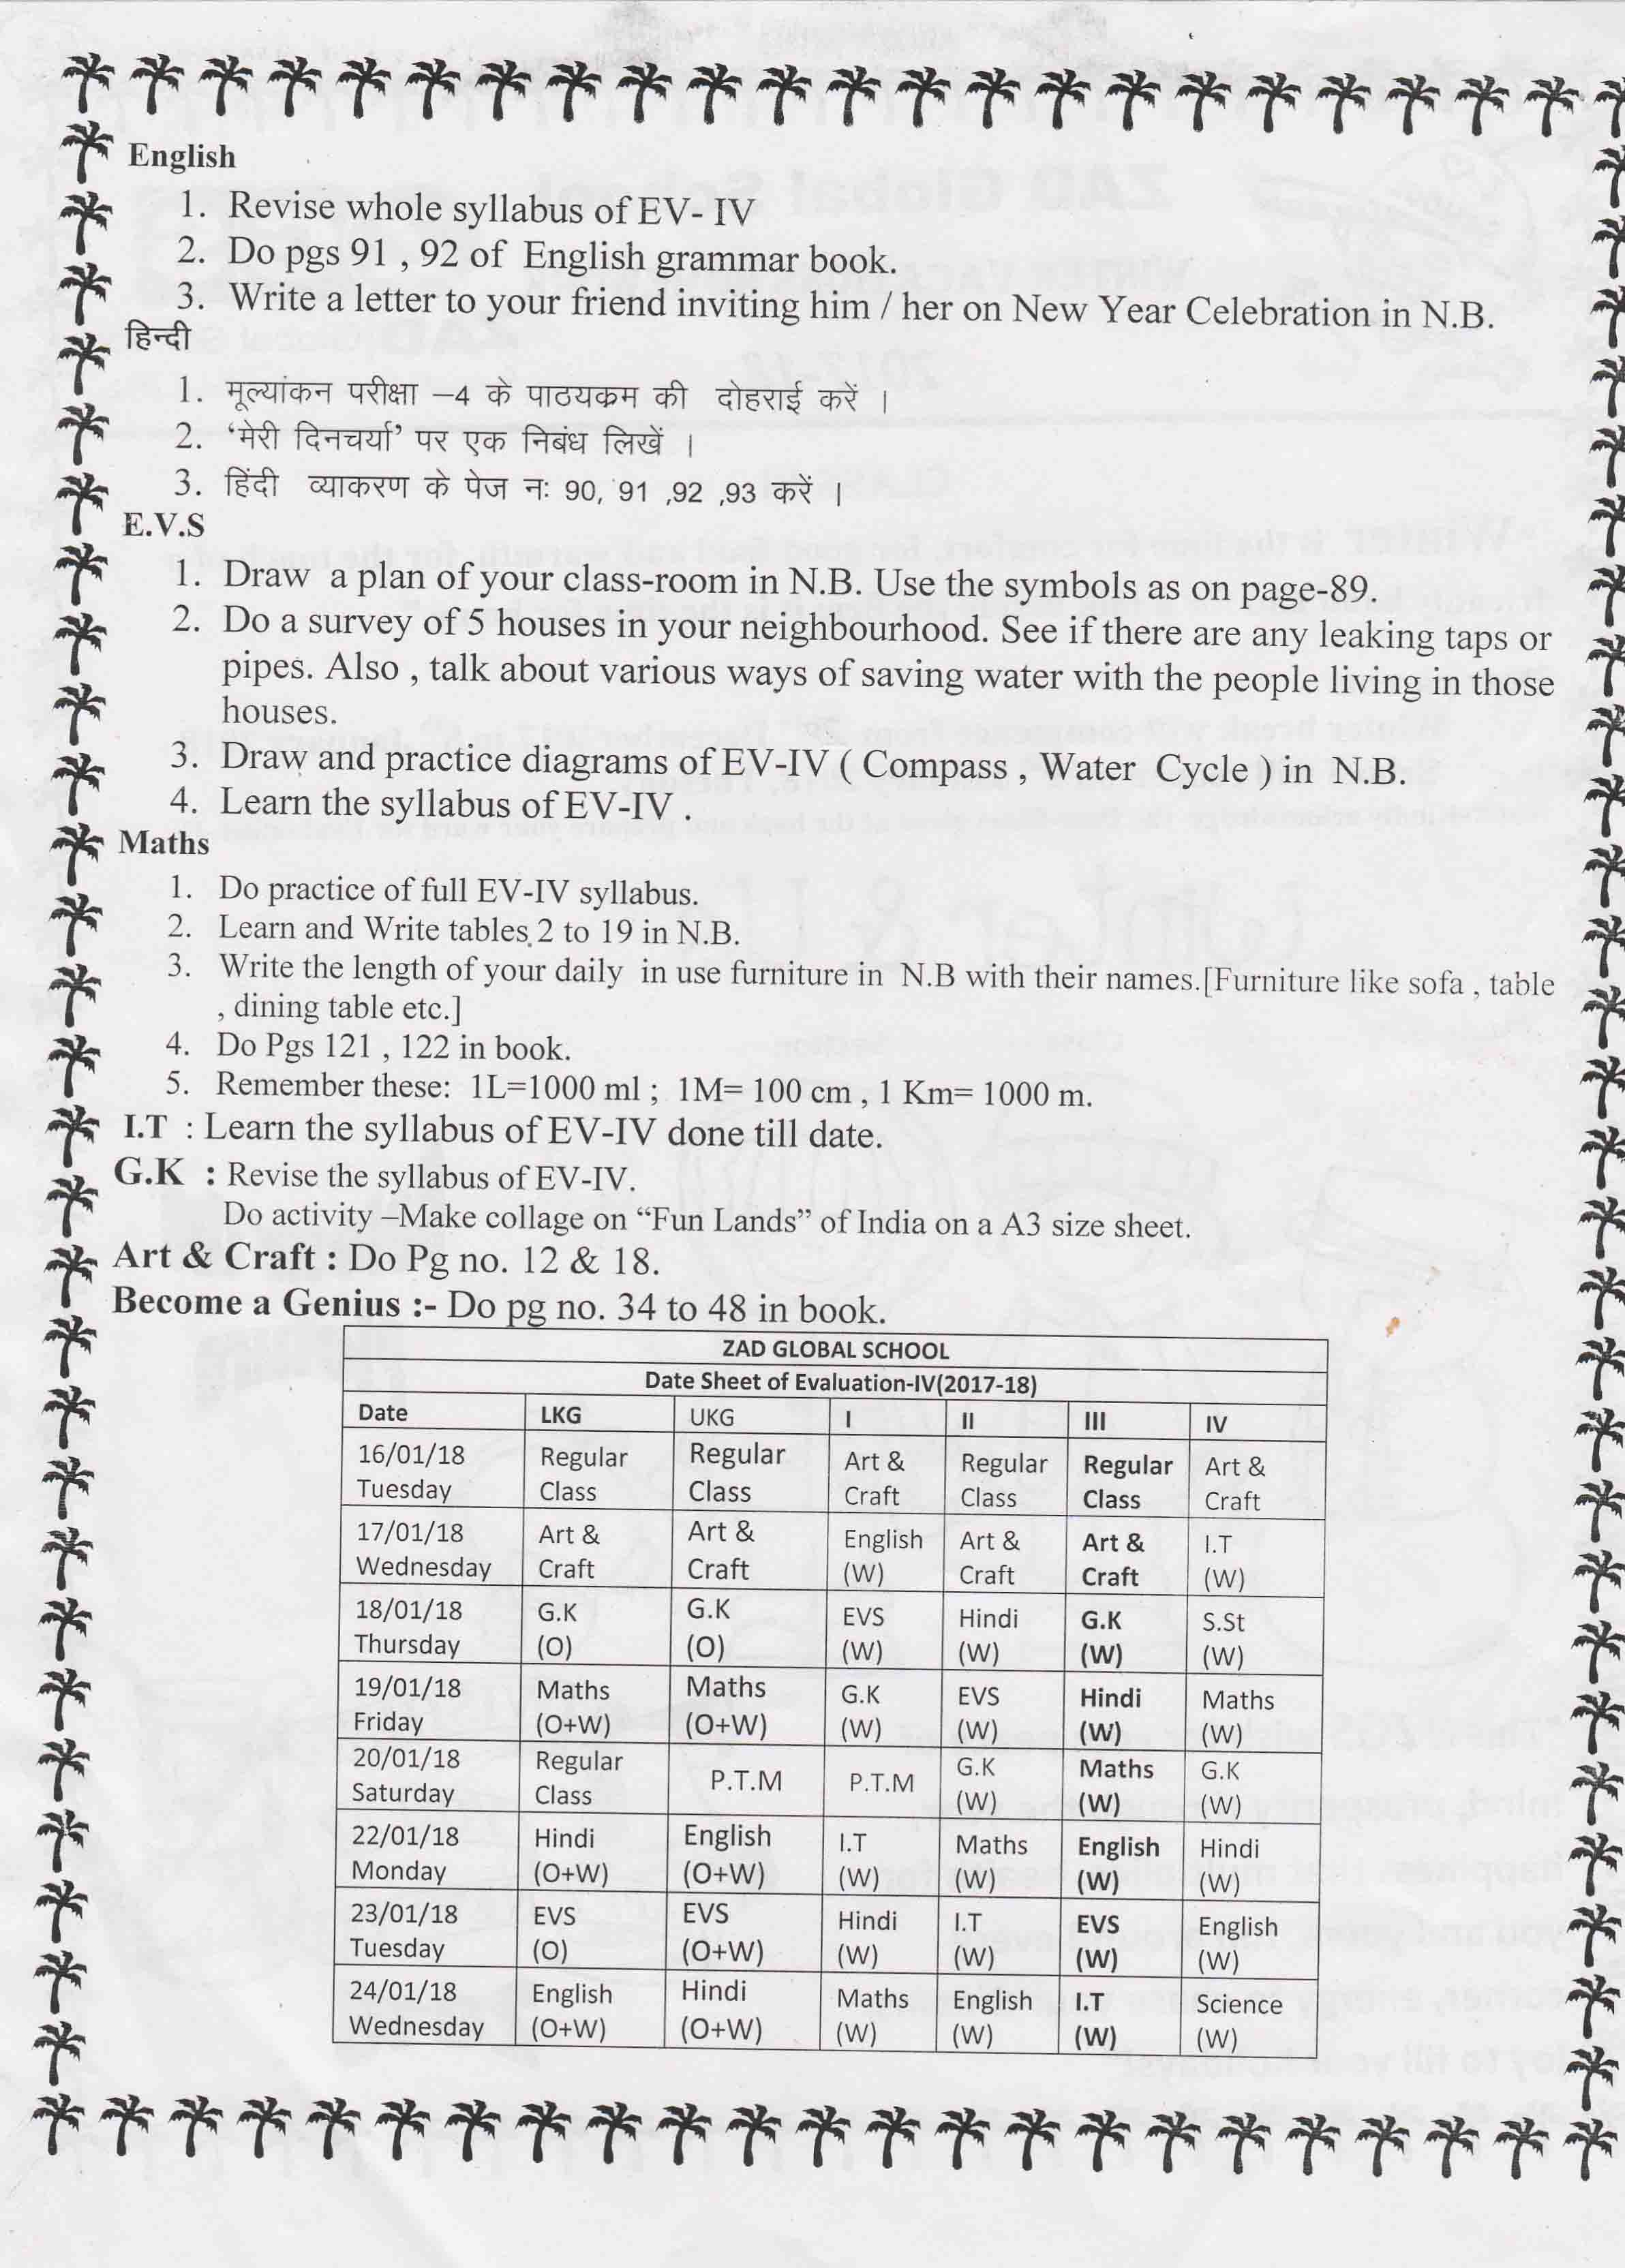 English
1. Revise whole syllabus of EV- IV
2. Do pgs 91 , 92 of English grammar book.
3. Write a letter to your friend inviting him / her on New Year Celebration in N.B.
हिन्दी
1. मूल्यांकन परीक्षा –4 के पाठयकम की दोहराई करें ।
2. ‘मेरी दिनचर्या’ पर एक निबंध लिखें ।
3. हिंदी व्याकरण के पेज नः 90, 91 ,92 ,93 करें ।
E.V.S
1. Draw a plan of your class-room in N.B. Use the symbols as on page-89.
2. Do a survey of 5 houses in your neighbourhood. See if there are any leaking taps or
pipes. Also , talk about various ways of saving water with the people living in those
houses.
3. Draw and practice diagrams of EV-IV ( Compass , Water Cycle ) in N.B.
4. Learn the syllabus of EV-IV .
Maths
1. Do practice of full EV-IV syllabus.
2. Learn and Write tables 2 to 19 in N.B.
3. Write the length of your daily in use furniture in N.B with their names.[Furniture like sofa , table
, dining table etc.]
4. Do Pgs 121 , 122 in book.
5. Remember these: 1L=1000 ml ; 1M= 100 cm , 1 Km= 1000 m.
I.T : Learn the syllabus of EV-IV done till date.
G.K : Revise the syllabus of EV-IV.
Do activity –Make collage on “Fun Lands” of India on a A3 size sheet.
Art & Craft : Do Pg no. 12 & 18.
Become a Genius :- Do pg no. 34 to 48 in book.
ZAD GLOBAL SCHOOL
Date Sheet of Evaluation-IV(2017-18)
Date LKG UKG I II III IV
16/01/18 Regular Regular Art & Regular Regular Art &
Tuesday Class Class Craft Class Class Craft
17/01/18 Art & Art & English Art & Art & I.T
Wednesday Craft Craft (W) Craft Craft (W)
18/01/18 G.K G.K EVS Hindi G.K S.St
Thursday (O) (O) (W) (W) (W) (W)
19/01/18 Maths Maths G.K EVS Hindi Maths
Friday (O+W) (O+W) (W) (W) (W) (W)
20/01/18 Regular P.T.M P.T.M G.K Maths G.K
Saturday Class (W) (W) (W)
22/01/18 Hindi English I.T Maths English Hindi
Monday (O+W) (O+W) (W) (W) (W) (W)
23/01/18 EVS EVS Hindi I.T EVS English
Tuesday (O) (O+W) (W) (W) (W) (W)
24/01/18 English Hindi Maths English I.T Science
Wednesday (O+W) (O+W) (W) (W) (W) (W)